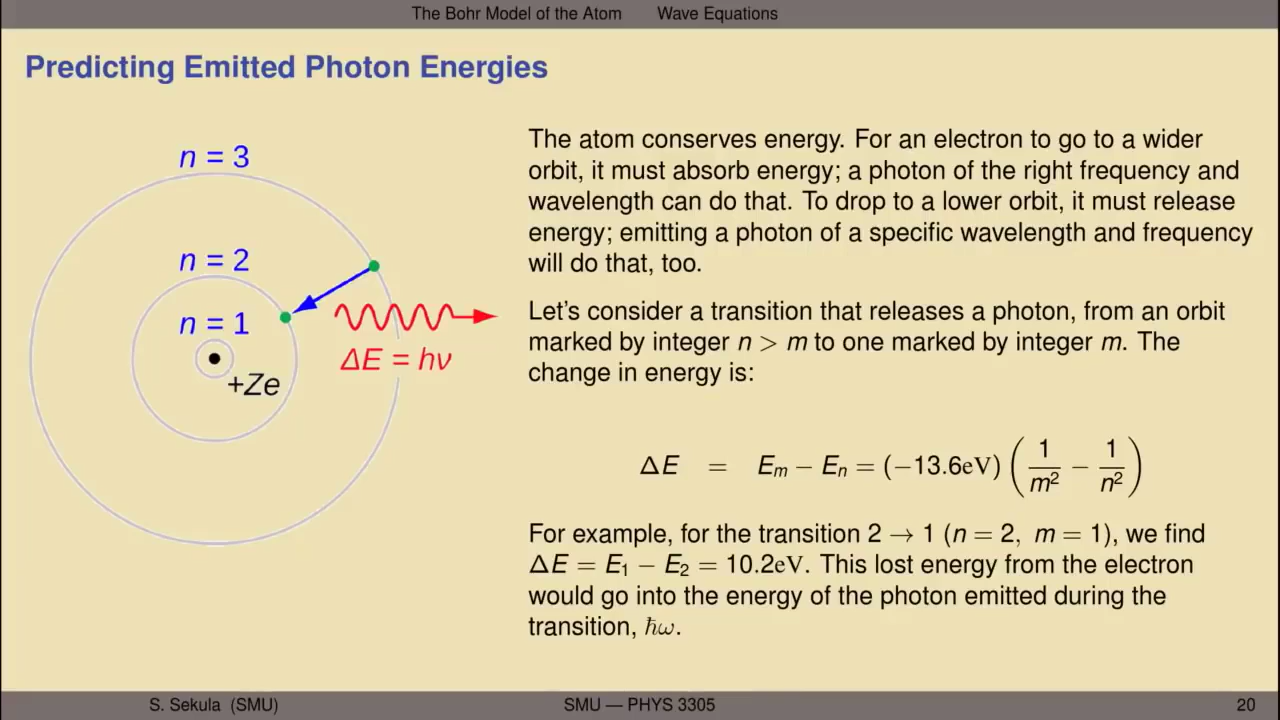 The Bohr Model of the Atom Wave Equations
Predicting Emitted Photon Energies
n = 3
n = 2
n = 1
+Ze
ΔE = hν
The atom conserves energy. For an electron to go to a wider
orbit, it must absorb energy; a photon of the right frequency and
wavelength can do that. To drop to a lower orbit, it must release
energy; emitting a photon of a specific wavelength and frequency
will do that, too.
Let's consider a transition that releases a photon, from an orbit
marked by integer n > m to one marked by integer m. The
change in energy is:
ΔE = Eₘ − Eₙ = (−13.6eV) (1/m² − 1/n²)
For example, for the transition 2 → 1 (n = 2, m = 1), we find
ΔE = E₁ − E₂ = 10.2eV. This lost energy from the electron
would go into the energy of the photon emitted during the
transition, ℏω.
S. Sekula (SMU) SMU — PHYS 3305 20